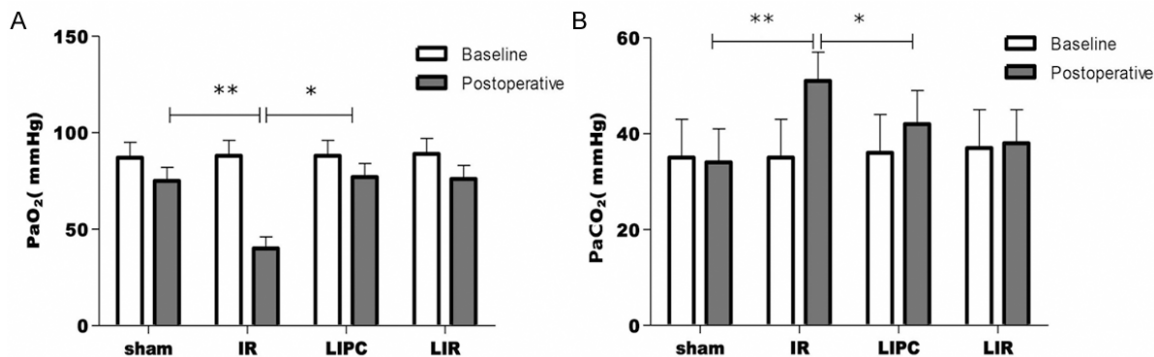 A
150
100
50
0
PaO₂( mmHg)
Baseline
Postoperative
**
*
sham IR LIPC LIR
B
60
40
20
0
PaCO₂( mmHg)
Baseline
Postoperative
**
*
sham IR LIPC LIR